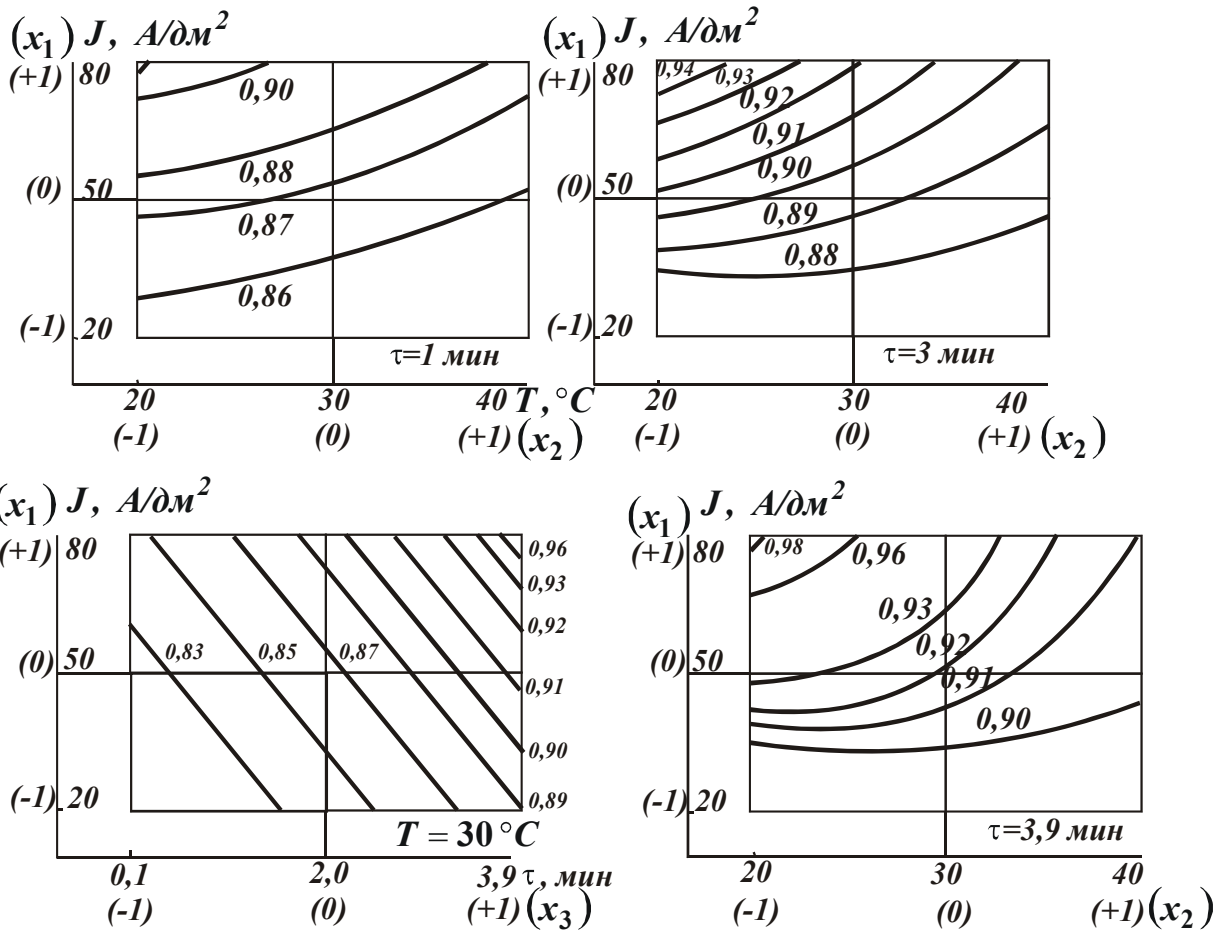 (x₁) J, А/дм²
(+1) 80
0,90
0,88
(0) 50
0,87
0,86
(-1) 20
τ=1 мин
20 30 40 T, °C
(-1) (0) (+1) (x₂)
(x₁) J, А/дм²
(+1) 80
0,94
0,93
0,92
0,91
0,90
(0) 50
0,89
0,88
(-1) 20
τ=3 мин
20 30 40
(-1) (0) (+1) (x₂)
(x₁) J, А/дм²
(+1) 80
0,96
0,93
0,92
0,83 0,85 0,87
(0) 50
0,91
0,90
(-1) 20
0,89
T = 30 °C
0,1 2,0 3,9 τ, мин
(-1) (0) (+1) (x₃)
(x₁) J, А/дм²
(+1) 80
0,98
0,96
0,93
0,92
(0) 50
0,91
0,90
(-1) 20
τ=3,9 мин
20 30 40
(-1) (0) (+1) (x₂)